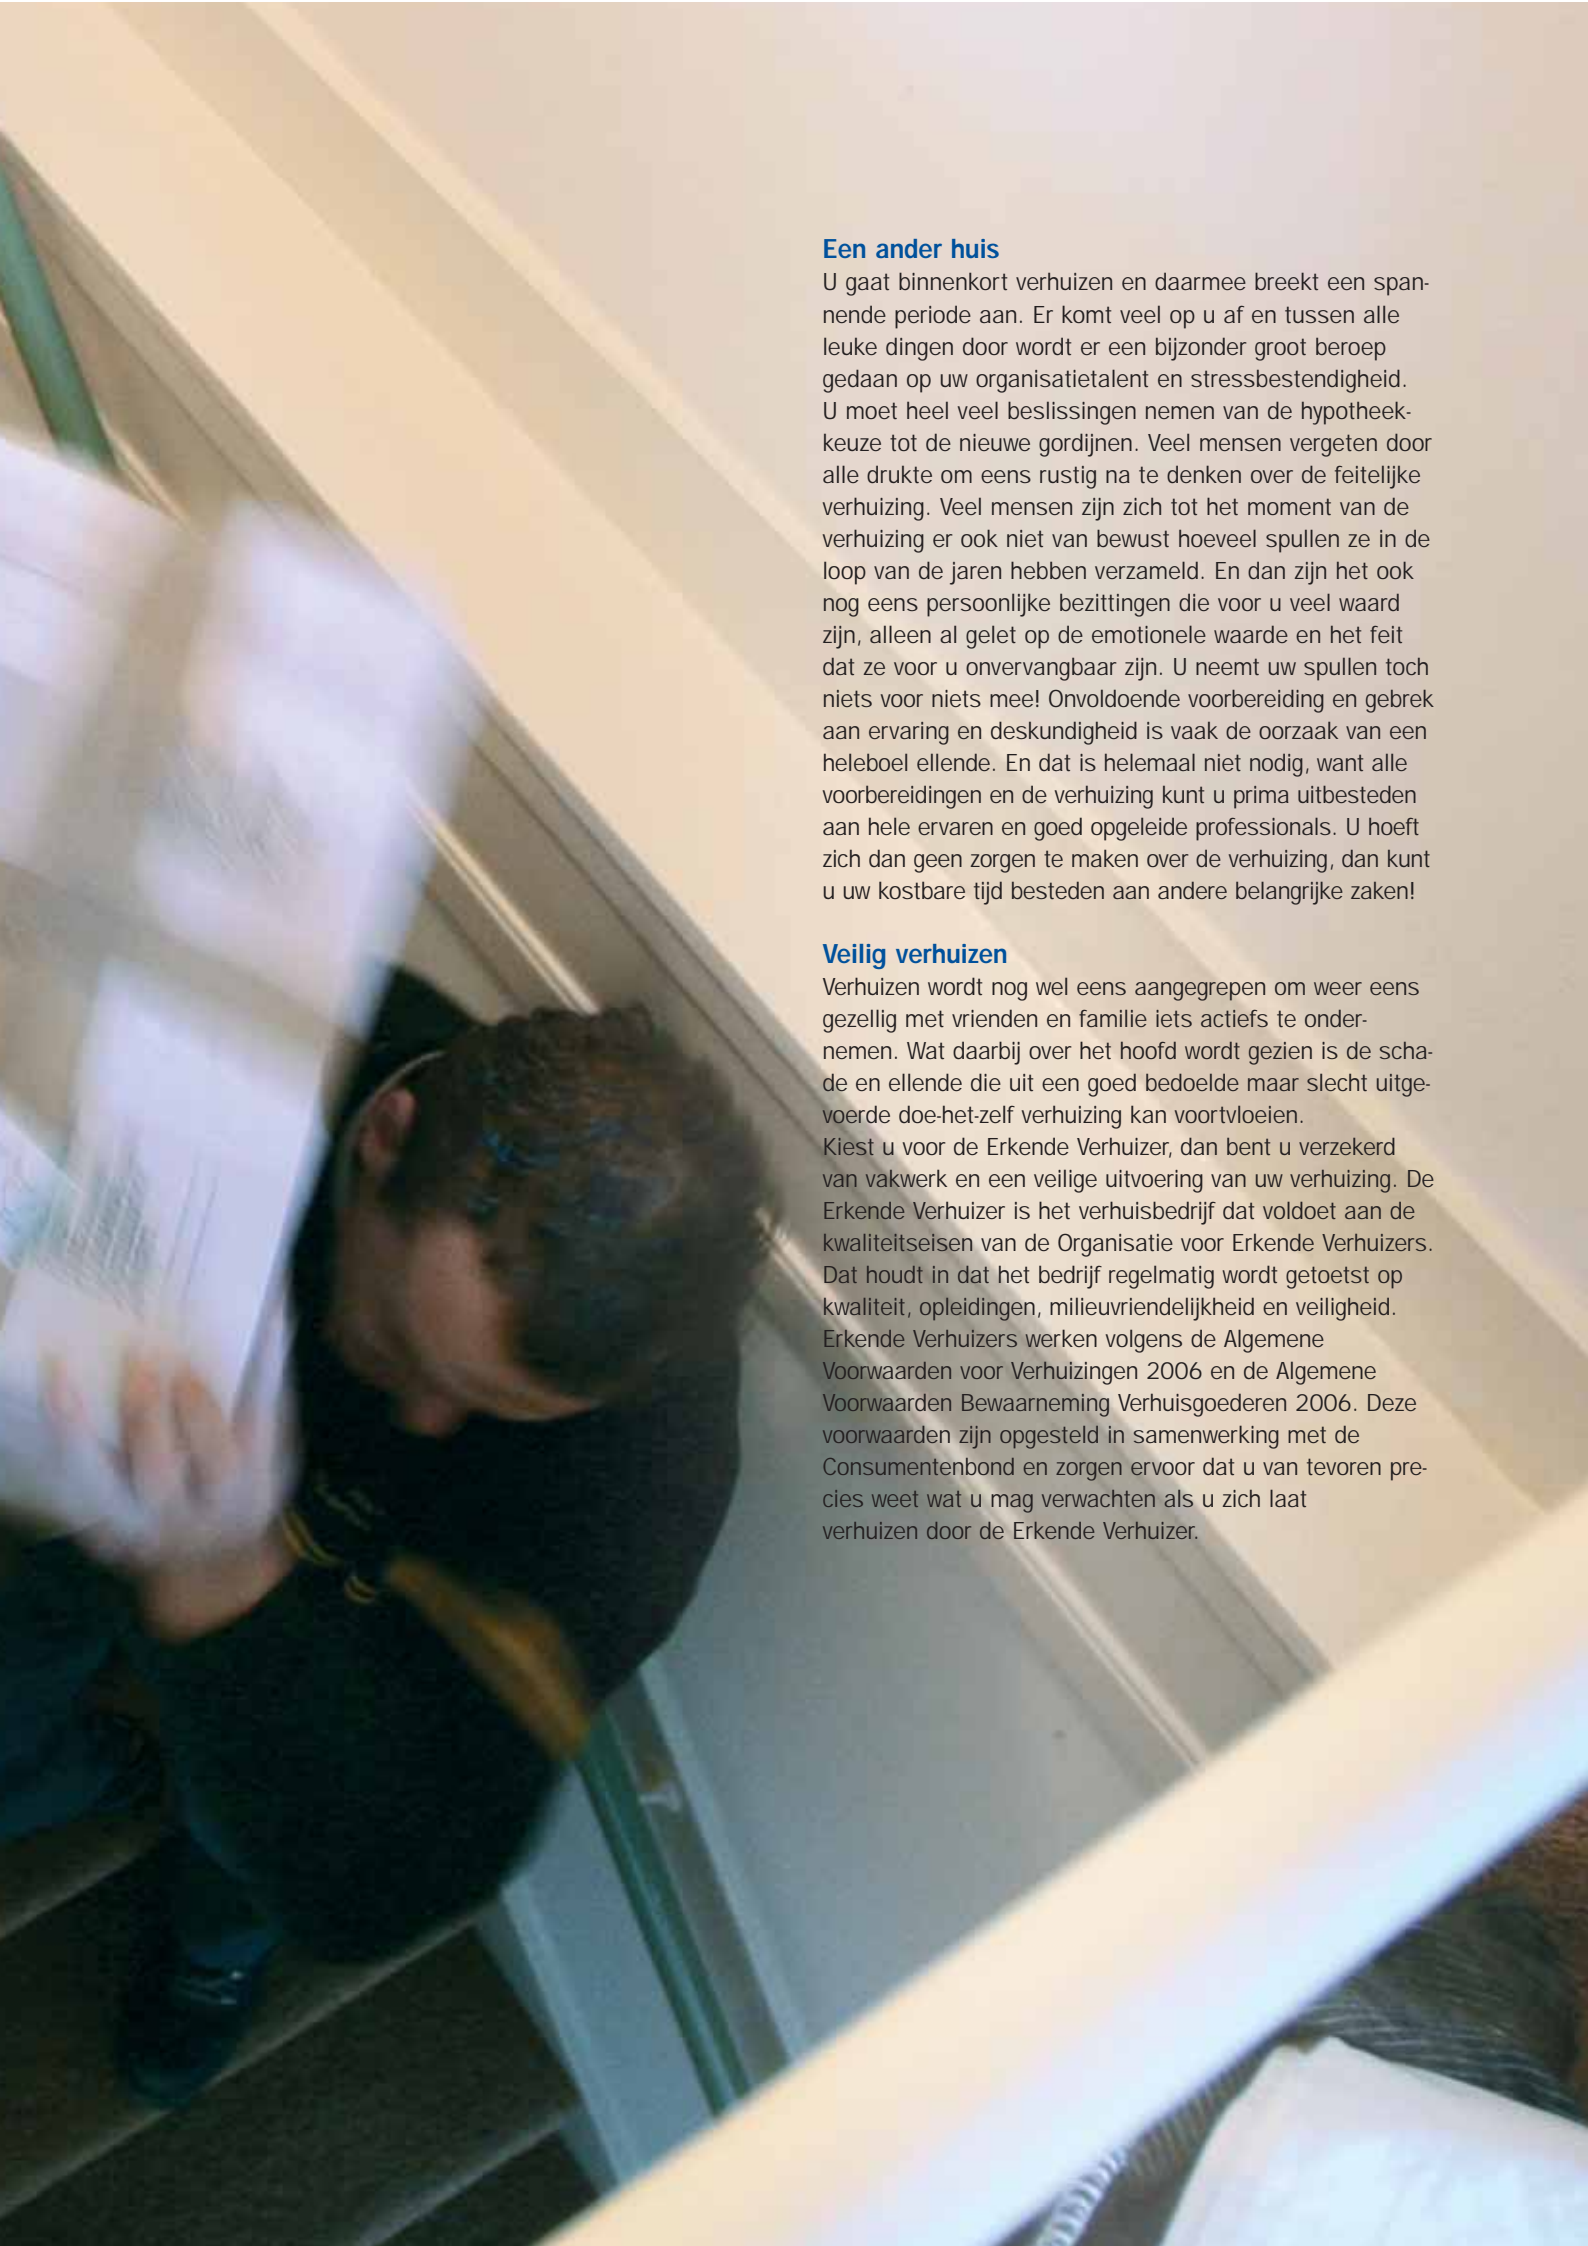 Een ander huis
U gaat binnenkort verhuizen en daarmee breekt een span-
nende periode aan. Er komt veel op u af en tussen alle
leuke dingen door wordt er een bijzonder groot beroep
gedaan op uw organisatietalent en stressbestendigheid.
U moet heel veel beslissingen nemen van de hypotheek-
keuze tot de nieuwe gordijnen. Veel mensen vergeten door
alle drukte om eens rustig na te denken over de feitelijke
verhuizing. Veel mensen zijn zich tot het moment van de
verhuizing er ook niet van bewust hoeveel spullen ze in de
loop van de jaren hebben verzameld. En dan zijn het ook
nog eens persoonlijke bezittingen die voor u veel waard
zijn, alleen al gelet op de emotionele waarde en het feit
dat ze voor u onvervangbaar zijn. U neemt uw spullen toch
niets voor niets mee! Onvoldoende voorbereiding en gebrek
aan ervaring en deskundigheid is vaak de oorzaak van een
heleboel ellende. En dat is helemaal niet nodig, want alle
voorbereidingen en de verhuizing kunt u prima uitbesteden
aan hele ervaren en goed opgeleide professionals. U hoeft
zich dan geen zorgen te maken over de verhuizing, dan kunt
u uw kostbare tijd besteden aan andere belangrijke zaken!
Veilig verhuizen
Verhuizen wordt nog wel eens aangegrepen om weer eens
gezellig met vrienden en familie iets actiefs te onder-
nemen. Wat daarbij over het hoofd wordt gezien is de scha-
de en ellende die uit een goed bedoelde maar slecht uitge-
voerde doe-het-zelf verhuizing kan voortvloeien.
Kiest u voor de Erkende Verhuizer, dan bent u verzekerd
van vakwerk en een veilige uitvoering van uw verhuizing. De
Erkende Verhuizer is het verhuisbedrijf dat voldoet aan de
kwaliteitseisen van de Organisatie voor Erkende Verhuizers.
Dat houdt in dat het bedrijf regelmatig wordt getoetst op
kwaliteit, opleidingen, milieuvriendelijkheid en veiligheid.
Erkende Verhuizers werken volgens de Algemene
Voorwaarden voor Verhuizingen 2006 en de Algemene
Voorwaarden Bewaarneming Verhuisgoederen 2006. Deze
voorwaarden zijn opgesteld in samenwerking met de
Consumentenbond en zorgen ervoor dat u van tevoren pre-
cies weet wat u mag verwachten als u zich laat
verhuizen door de Erkende Verhuizer.